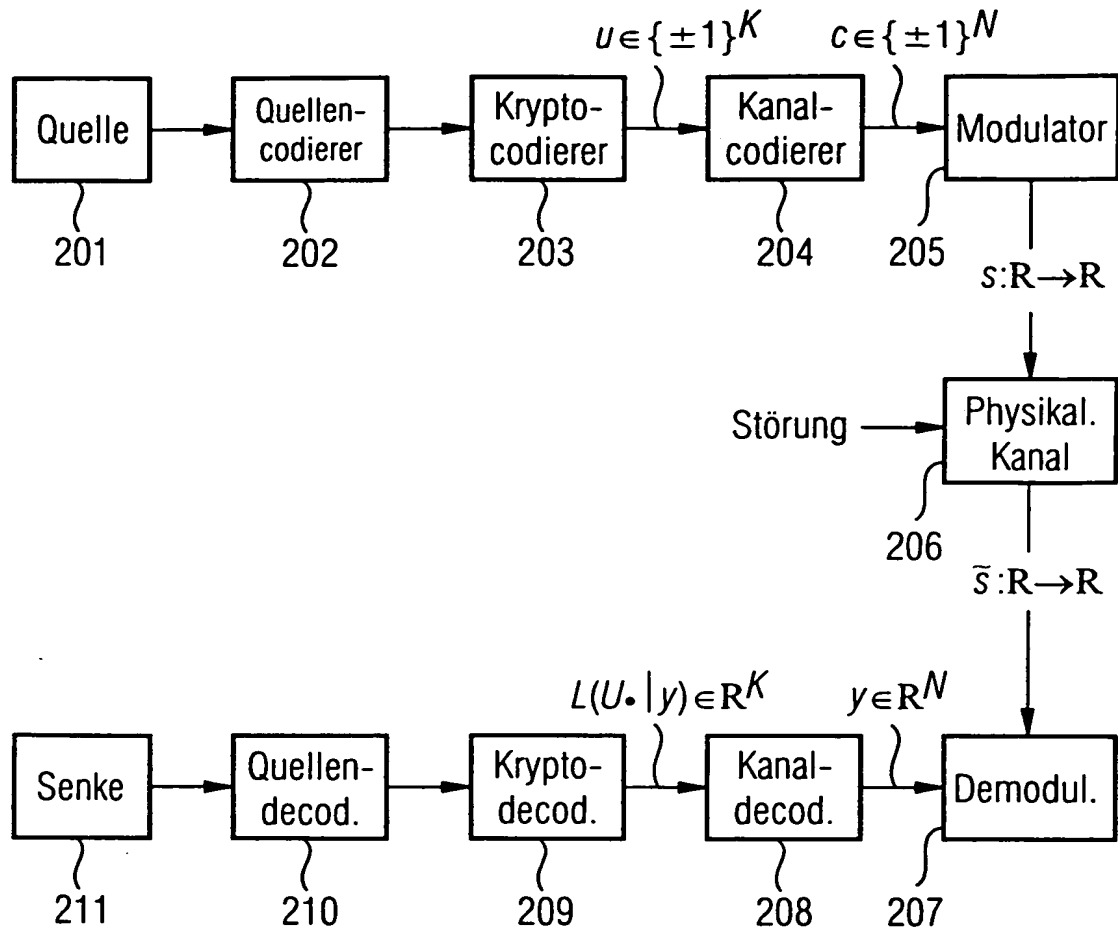 u∈{±1}^K
c∈{±1}^N
Quelle
Quellen-
codierer
Krypto-
codierer
Kanal-
codierer
Modulator
201
202
203
204
205
s:R→R
Störung
Physikal.
Kanal
206
s̃:R→R
L(U•|y)∈R^K
y∈R^N
Senke
Quellen-
decod.
Krypto-
decod.
Kanal-
decod.
Demodul.
211
210
209
208
207